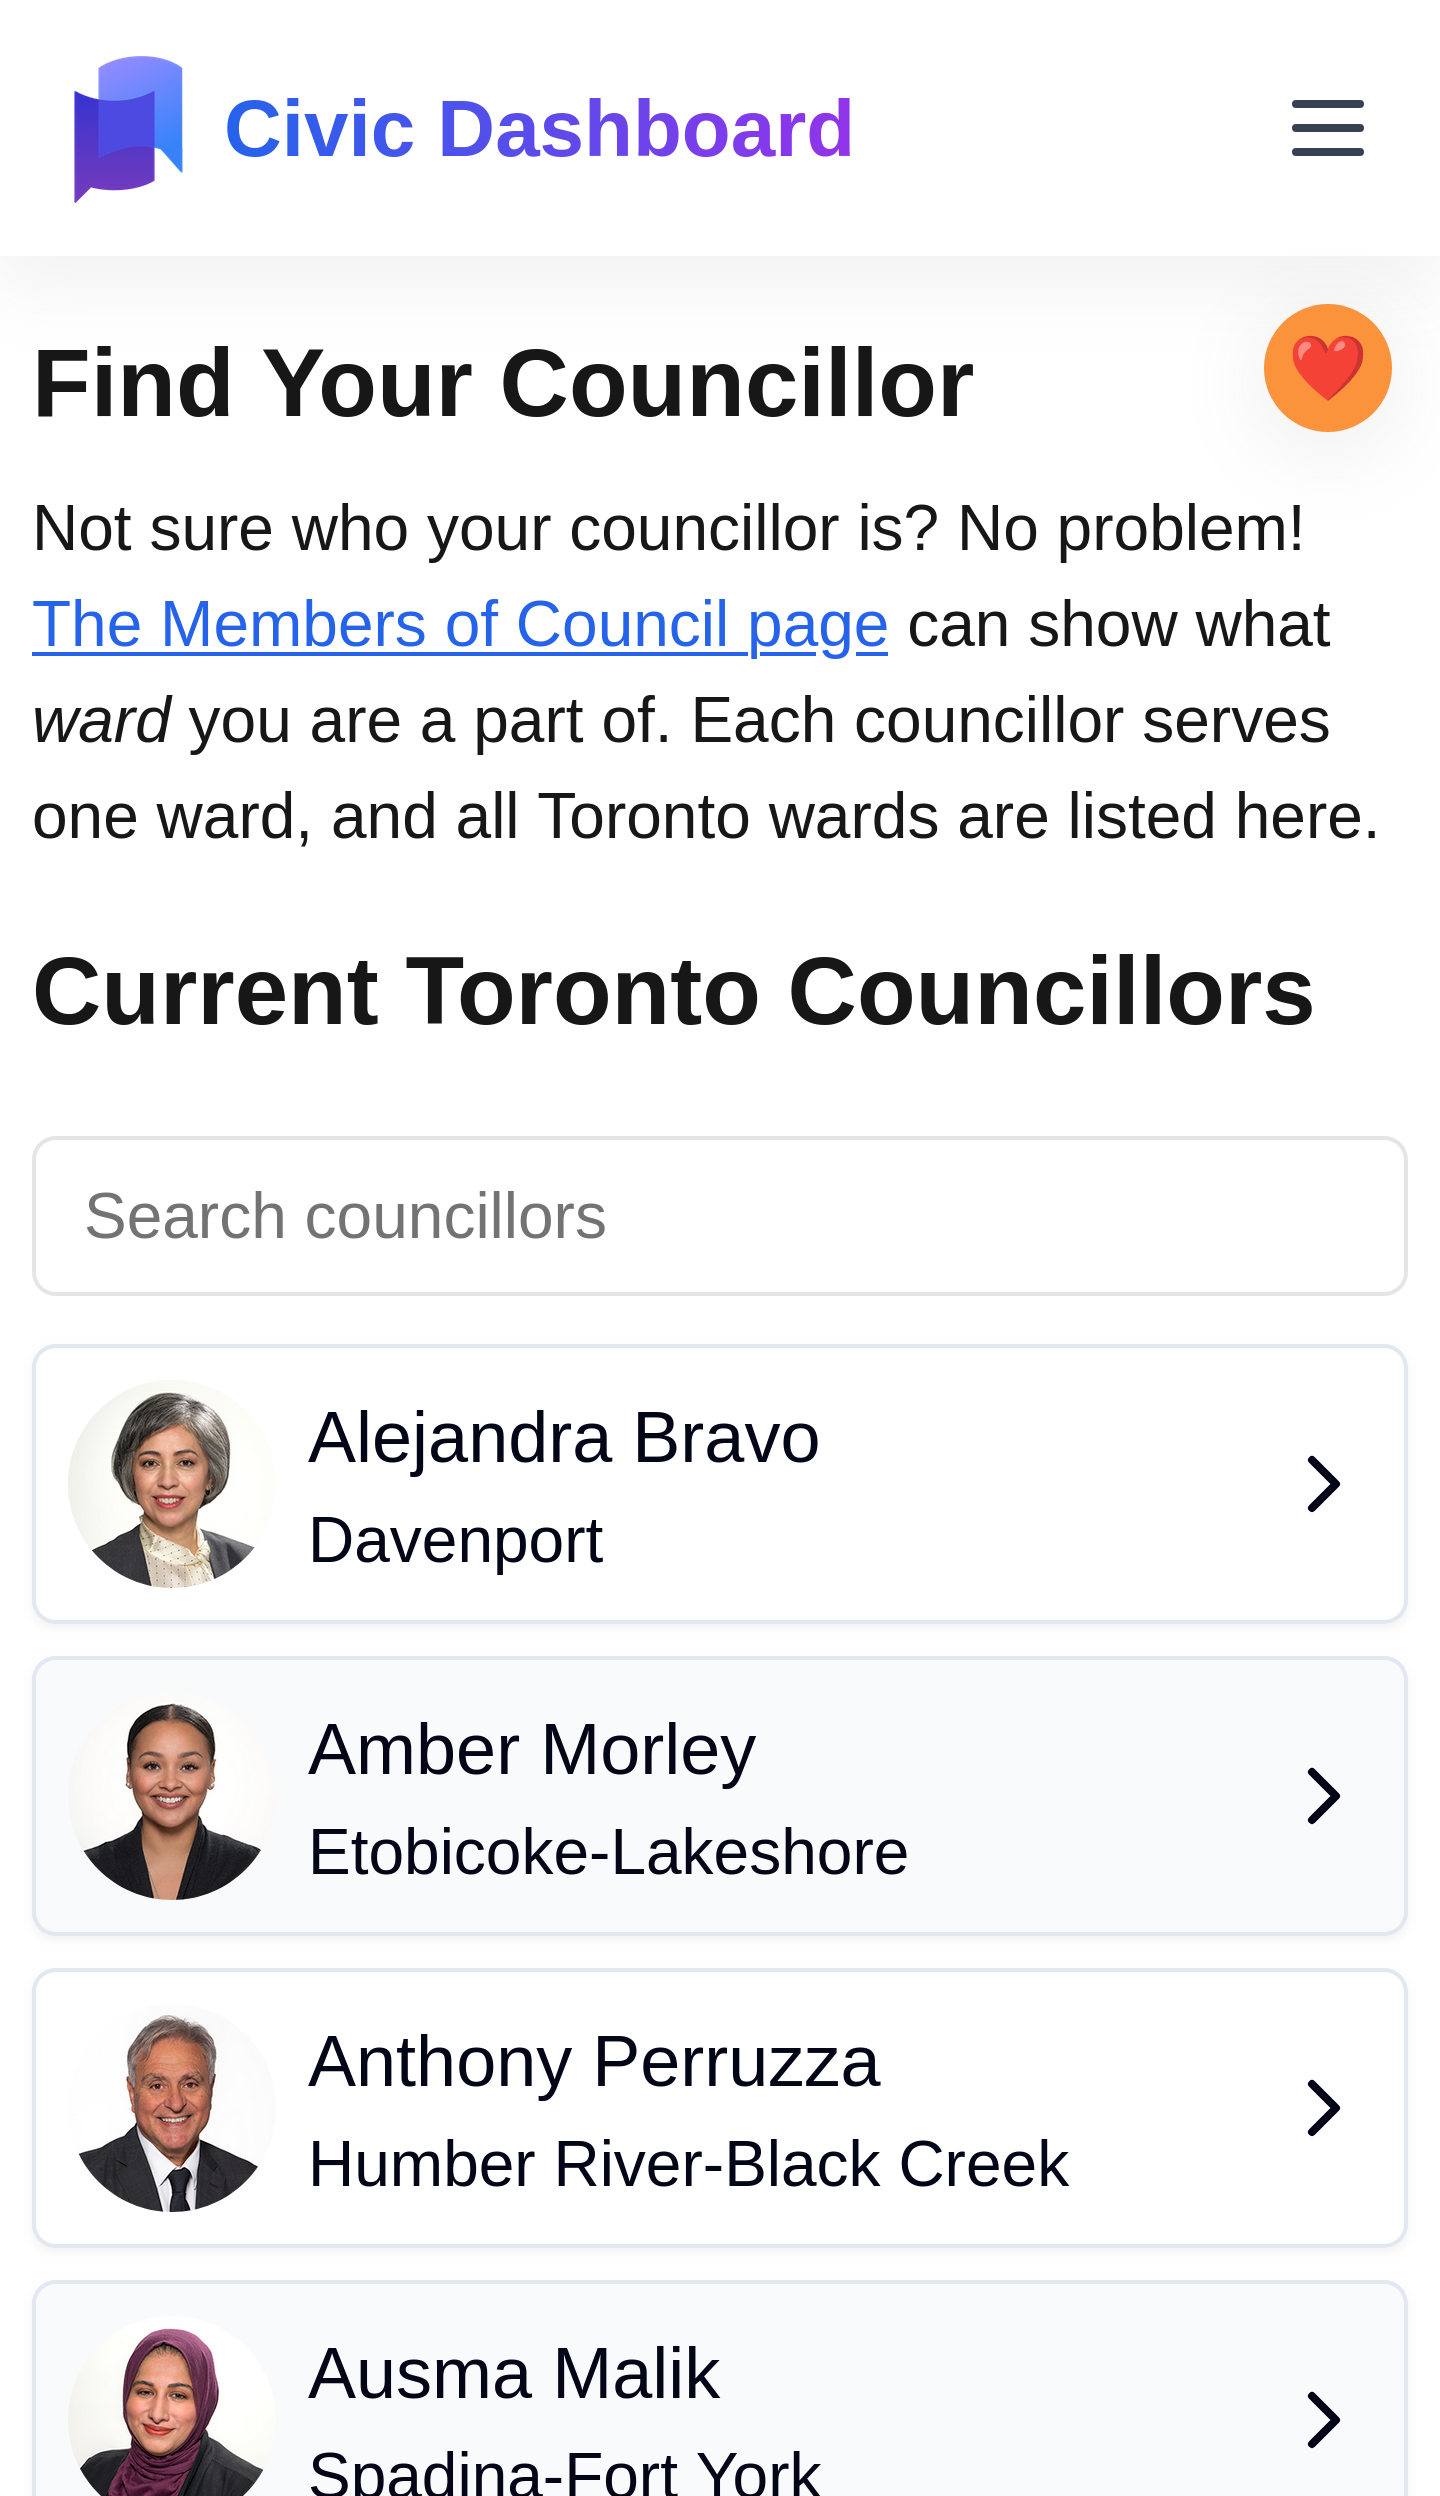 Civic Dashboard
Find Your Councillor
Not sure who your councillor is? No problem!
The Members of Council page can show what
ward you are a part of. Each councillor serves
one ward, and all Toronto wards are listed here.
Current Toronto Councillors
Search councillors
Alejandra Bravo
Davenport
Amber Morley
Etobicoke-Lakeshore
Anthony Perruzza
Humber River-Black Creek
Ausma Malik
Spadina-Fort York